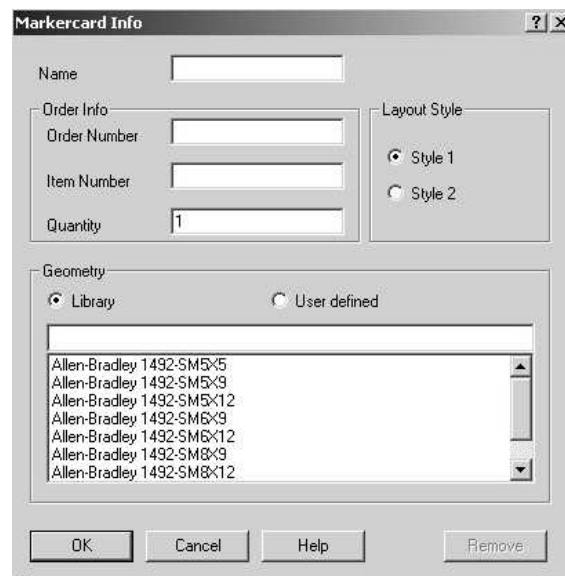 Markercard Info
Name
Order Info
Order Number
Item Number
Quantity
1
Layout Style
Style 1
Style 2
Geometry
Library
User defined
Allen-Bradley 1492-SM5X5
Allen-Bradley 1492-SM5X9
Allen-Bradley 1492-SM5X12
Allen-Bradley 1492-SM6X9
Allen-Bradley 1492-SM6X12
Allen-Bradley 1492-SM8X9
Allen-Bradley 1492-SM8X12
OK
Cancel
Help
Remove